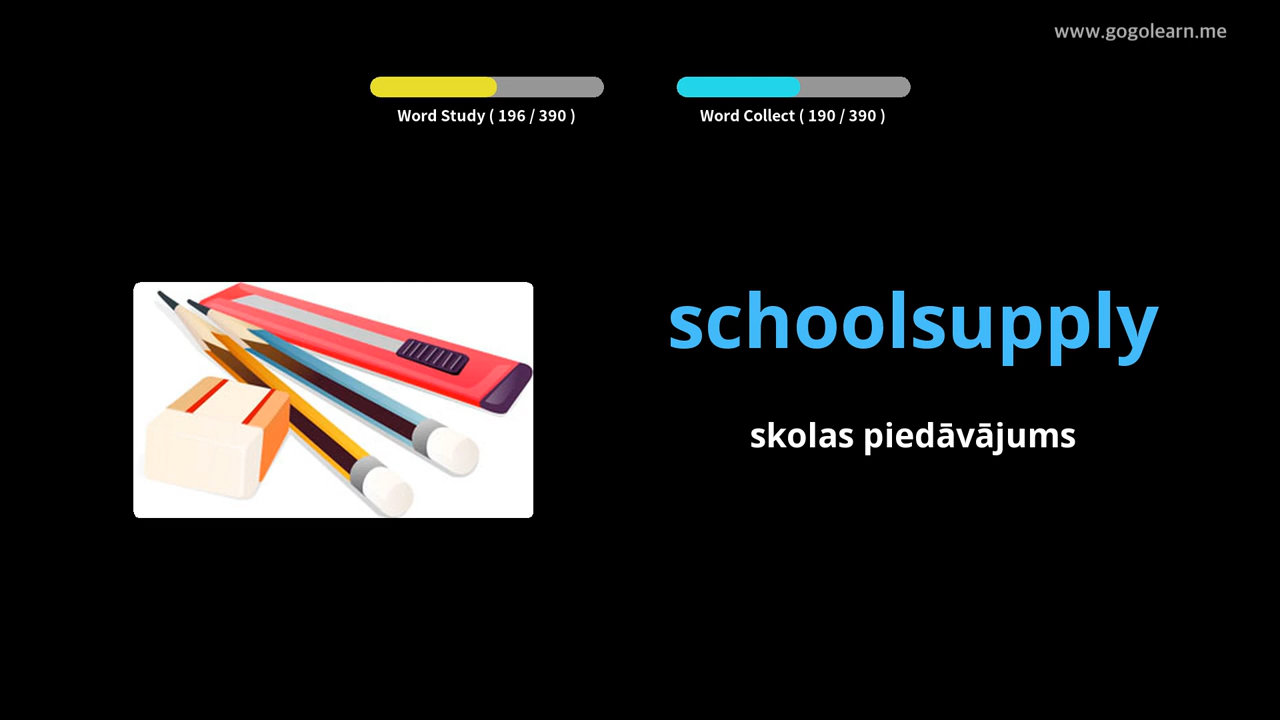 www.gogolearn.me
Word Study ( 196 / 390 )
Word Collect ( 190 / 390 )
schoolsupply
skolas piedāvājums